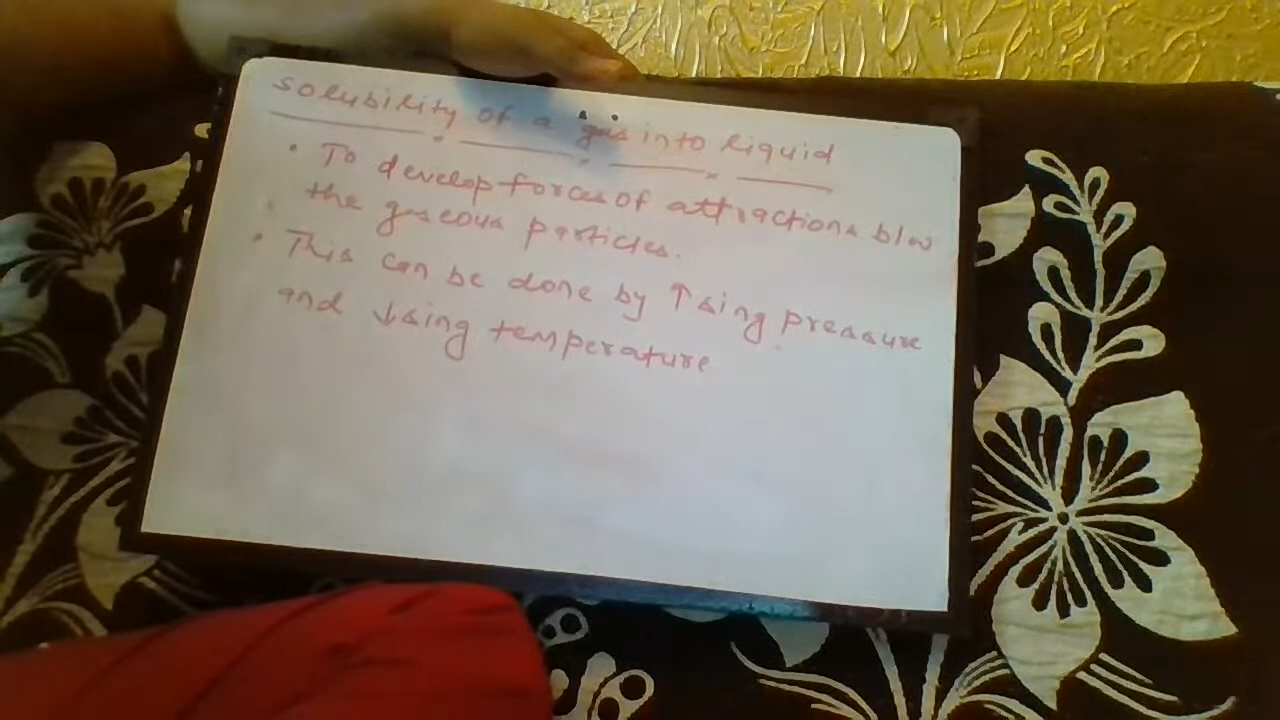 Solubility of a gas into liquid
• To develop forces of attractions b/w
the gaseous particles.
• This can be done by ↑sing pressure
and ↓sing temperature